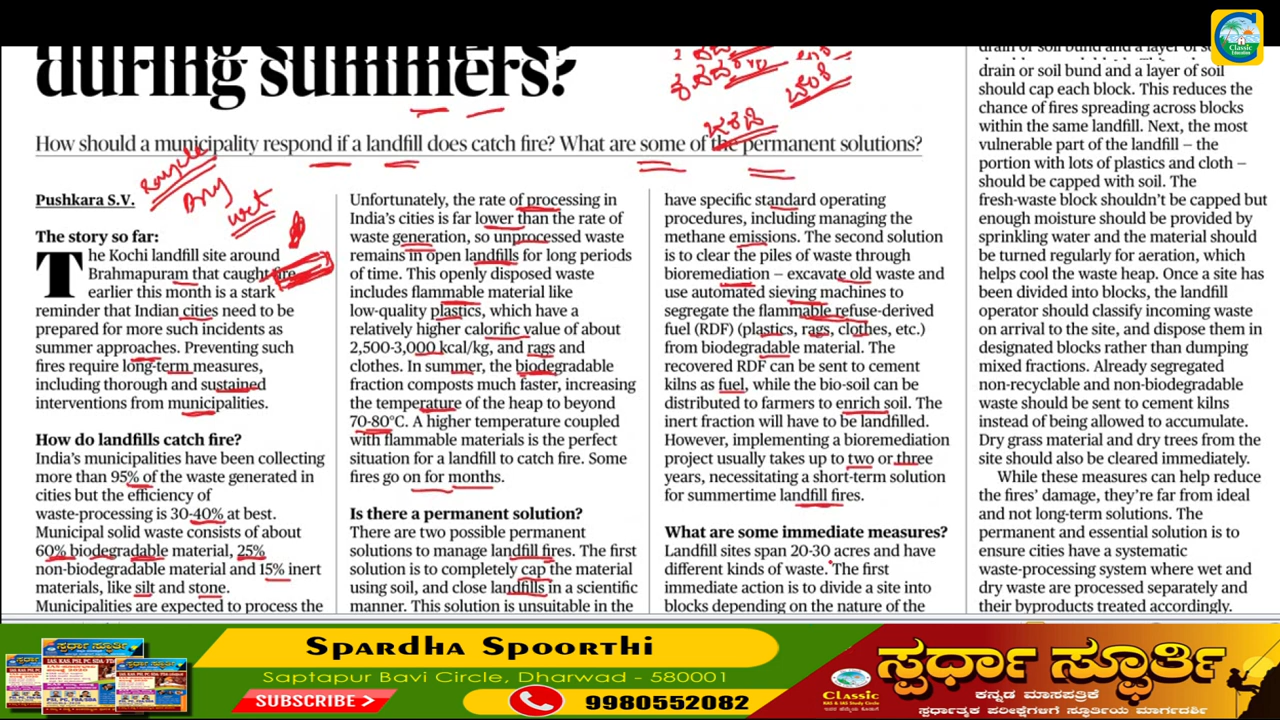 during summers?
How should a municipality respond if a landfill does catch fire? What are some of the permanent solutions?
Recycle
Dry
wet
Pushkara S.V.
The story so far:
The Kochi landfill site around
Brahmapuram that caught fire
earlier this month is a stark
reminder that Indian cities need to be
prepared for more such incidents as
summer approaches. Preventing such
fires require long-term measures,
including thorough and sustained
interventions from municipalities.
How do landfills catch fire?
India's municipalities have been collecting
more than 95% of the waste generated in
cities but the efficiency of
waste-processing is 30-40% at best.
Municipal solid waste consists of about
60% biodegradable material, 25%
non-biodegradable material and 15% inert
materials, like silt and stone.
Municipalities are expected to process the
Unfortunately, the rate of processing in
India's cities is far lower than the rate of
waste generation, so unprocessed waste
remains in open landfills for long periods
of time. This openly disposed waste
includes flammable material like
low-quality plastics, which have a
relatively higher calorific value of about
2,500-3,000 kcal/kg, and rags and
clothes. In summer, the biodegradable
fraction composts much faster, increasing
the temperature of the heap to beyond
70-80°C. A higher temperature coupled
with flammable materials is the perfect
situation for a landfill to catch fire. Some
fires go on for months.
Is there a permanent solution?
There are two possible permanent
solutions to manage landfill fires. The first
solution is to completely cap the material
using soil, and close landfills in a scientific
manner. This solution is unsuitable in the
have specific standard operating
procedures, including managing the
methane emissions. The second solution
is to clear the piles of waste through
bioremediation – excavate old waste and
use automated sieving machines to
segregate the flammable refuse-derived
fuel (RDF) (plastics, rags, clothes, etc.)
from biodegradable material. The
recovered RDF can be sent to cement
kilns as fuel, while the bio-soil can be
distributed to farmers to enrich soil. The
inert fraction will have to be landfilled.
However, implementing a bioremediation
project usually takes up to two or three
years, necessitating a short-term solution
for summertime landfill fires.
What are some immediate measures?
Landfill sites span 20-30 acres and have
different kinds of waste. The first
immediate action is to divide a site into
blocks depending on the nature of the
drain or soil bund and a layer of soil
should cap each block. This reduces the
chance of fires spreading across blocks
within the same landfill. Next, the most
vulnerable part of the landfill – the
portion with lots of plastics and cloth –
should be capped with soil. The
fresh-waste block shouldn't be capped but
enough moisture should be provided by
sprinkling water and the material should
be turned regularly for aeration, which
helps cool the waste heap. Once a site has
been divided into blocks, the landfill
operator should classify incoming waste
on arrival to the site, and dispose them in
designated blocks rather than dumping
mixed fractions. Already segregated
non-recyclable and non-biodegradable
waste should be sent to cement kilns
instead of being allowed to accumulate.
Dry grass material and dry trees from the
site should also be cleared immediately.
While these measures can help reduce
the fires' damage, they're far from ideal
and not long-term solutions. The
permanent and essential solution is to
ensure cities have a systematic
waste-processing system where wet and
dry waste are processed separately and
their byproducts treated accordingly.
Classic
Education
Spardha Spoorthi
Saptapur Bavi Circle, Dharwad - 580001
SUBSCRIBE
9980552082
Classic
KAS & IAS Study Circle
ಸ್ಪರ್ಧಾ ಸ್ಪೂರ್ತಿ
ಕನ್ನಡ ಮಾಸಪತ್ರಿಕೆ
ಸ್ಪರ್ಧಾತ್ಮಕ ಪರೀಕ್ಷೆಗಳಿಗೆ ಸ್ಪೂರ್ತಿಯ ಮಾರ್ಗದರ್ಶಿ